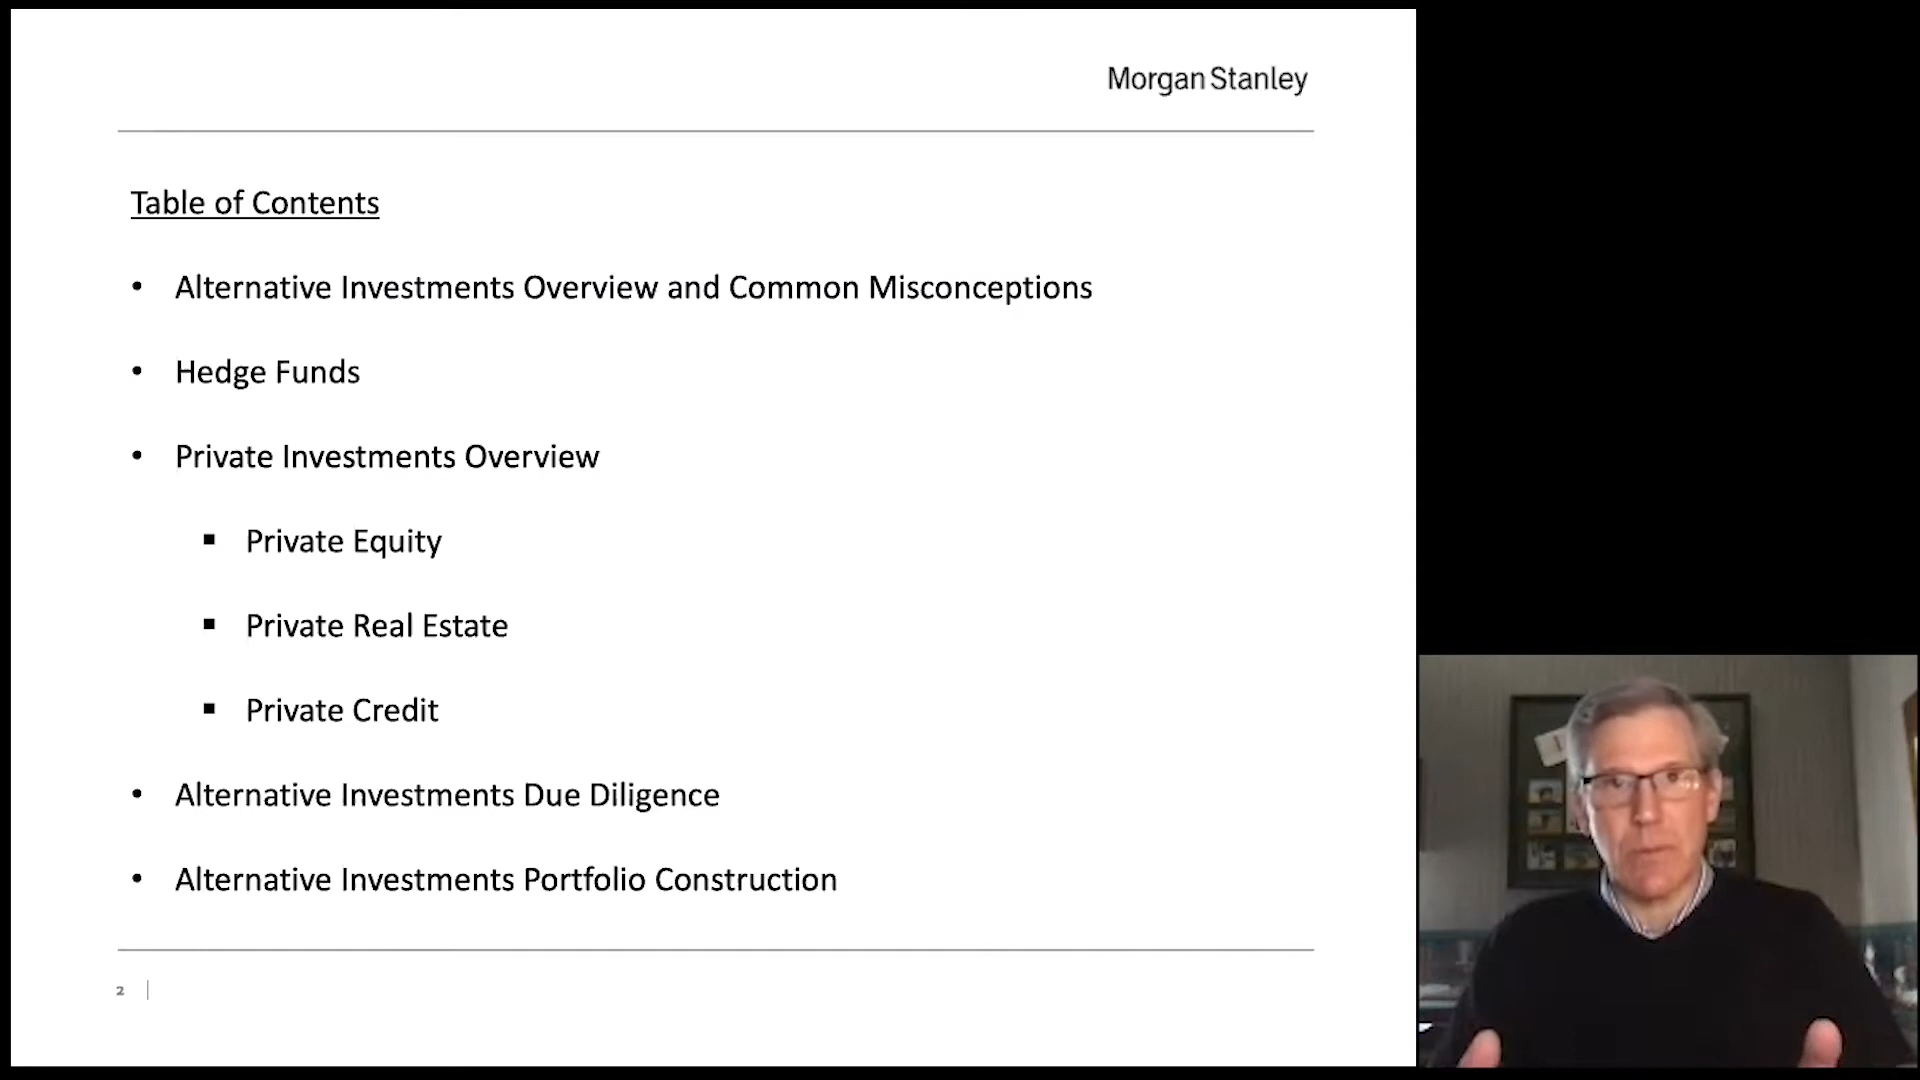 Morgan Stanley
Table of Contents
• Alternative Investments Overview and Common Misconceptions
• Hedge Funds
• Private Investments Overview
▪ Private Equity
▪ Private Real Estate
▪ Private Credit
• Alternative Investments Due Diligence
• Alternative Investments Portfolio Construction
2